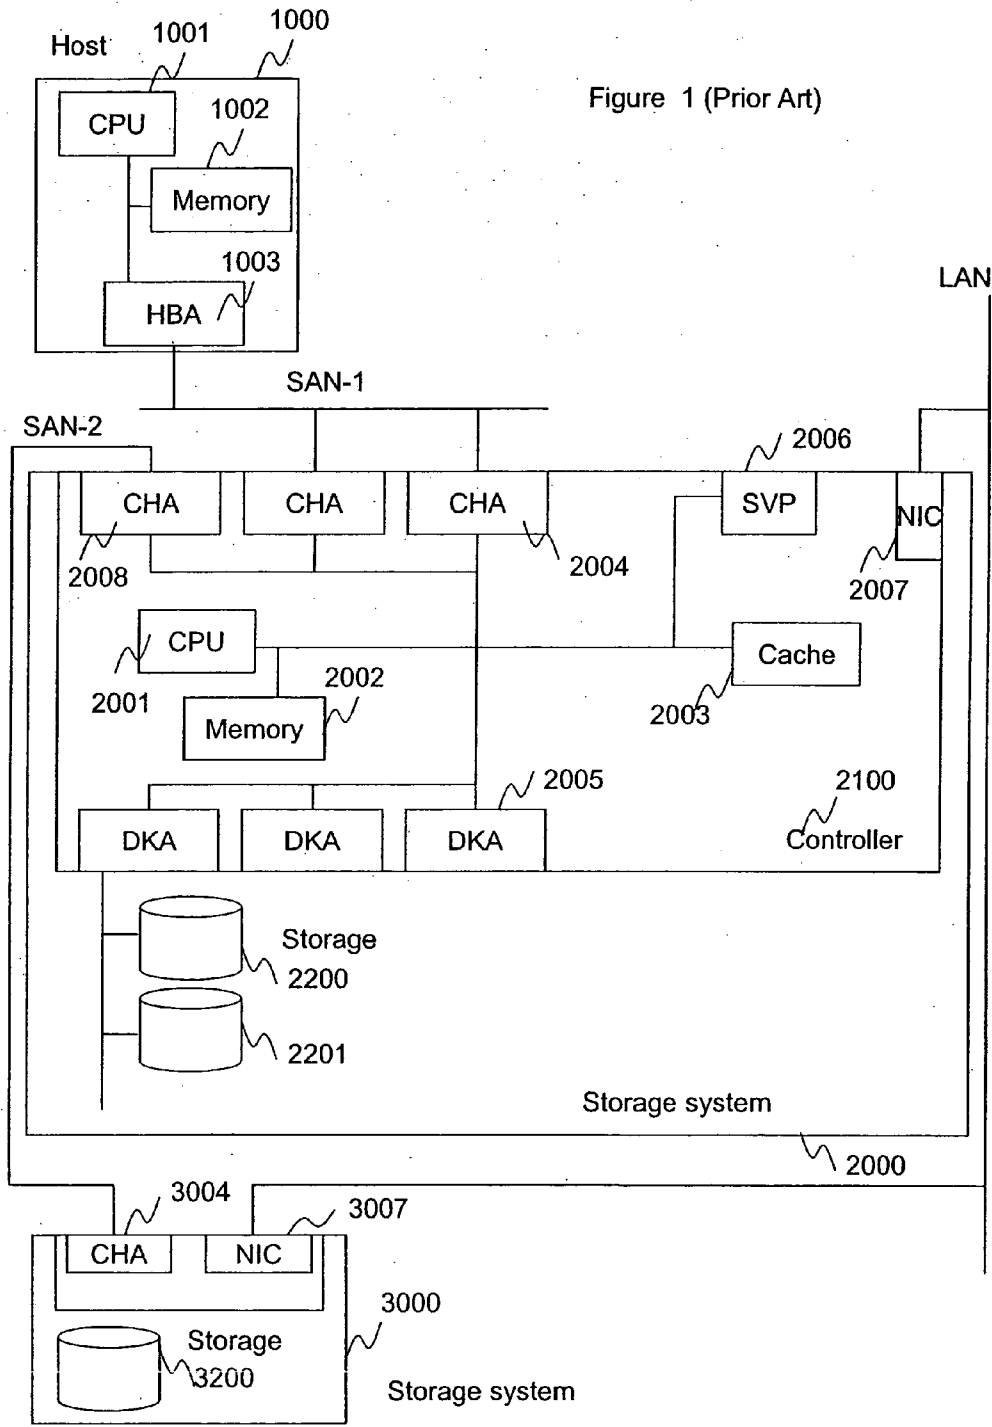 Host
1001
1000
Figure 1 (Prior Art)
CPU
1002
Memory
1003
HBA
LAN
SAN-1
SAN-2
2006
CHA
CHA
CHA
SVP
NIC
2008
2004
2007
CPU
Cache
2001
2002
2003
Memory
2005
2100
DKA
DKA
DKA
Controller
Storage
2200
2201
Storage system
2000
3004
3007
CHA
NIC
3000
Storage
3200
Storage system